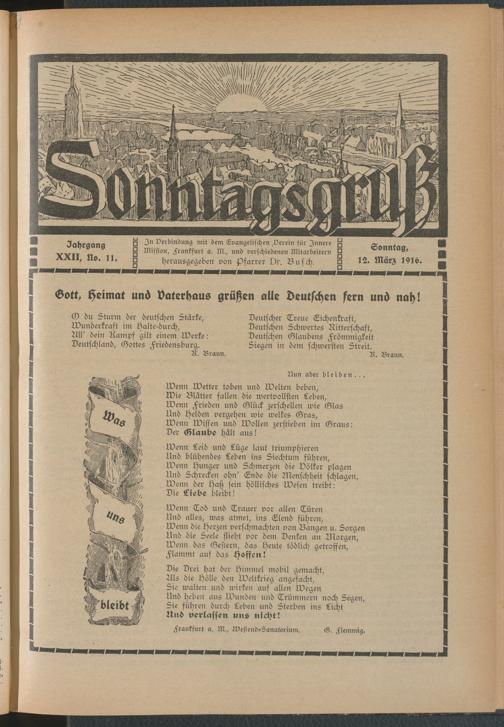 Sonntagsgruß
Jahrgang
XXII, No. 11.
In Verbindung mit dem Evangelischen Verein für Innere
Mission, Frankfurt a. M., und verschiedenen Mitarbeitern
herausgegeben von Pfarrer Dr. Busch.
Sonntag,
12. März 1916.
Gott, Heimat und Vaterhaus grüßen alle Deutschen fern und nah!
O du Sturm der deutschen Stärke,
Wunderkraft im Halte-durch,
All' dein Kampf gilt einem Werke:
Deutschland, Gottes Friedensburg.
R. Braun.
Deutscher Treue Eichenkraft,
Deutschen Schwertes Ritterschaft,
Deutschen Glaubens Frömmigkeit
Siegen in dem schwersten Streit.
R. Braun.
Was
uns
bleibt
Nun aber bleiben...
Wenn Wetter toben und Welten beben,
Wie Blätter fallen die wertvollsten Leben,
Wenn Frieden und Glück zerschellen wie Glas
Und Helden vergehen wie welkes Gras,
Wenn Wissen und Wollen zerstieben im Graus:
Der Glaube hält aus!
Wenn Leid und Lüge laut triumphieren
Und blühendes Leben ins Siechtum führen,
Wenn Hunger und Schmerzen die Völker plagen
Und Schrecken ohn' Ende die Menschheit schlagen,
Wenn der Haß sein höllisches Wesen treibt:
Die Liebe bleibt!
Wenn Tod und Trauer vor allen Türen
Und alles, was atmet, ins Elend führen,
Wenn die Herzen verschmachten von Bangen u. Sorgen
Und die Seele flieht vor dem Denken an Morgen,
Wenn das Gestern, das Heute tödlich getroffen,
Flammt auf das Hoffen!
Die Drei hat der Himmel mobil gemacht,
Als die Hölle den Weltkrieg angefacht,
Sie walten und wirken auf allen Wegen
Und heben aus Wunden und Trümmern noch Segen,
Sie führen durch Leben und Sterben ins Licht
Und verlassen uns nicht!
Frankfurt a. M., Westend-Sanatorium.
G. Flemmig.